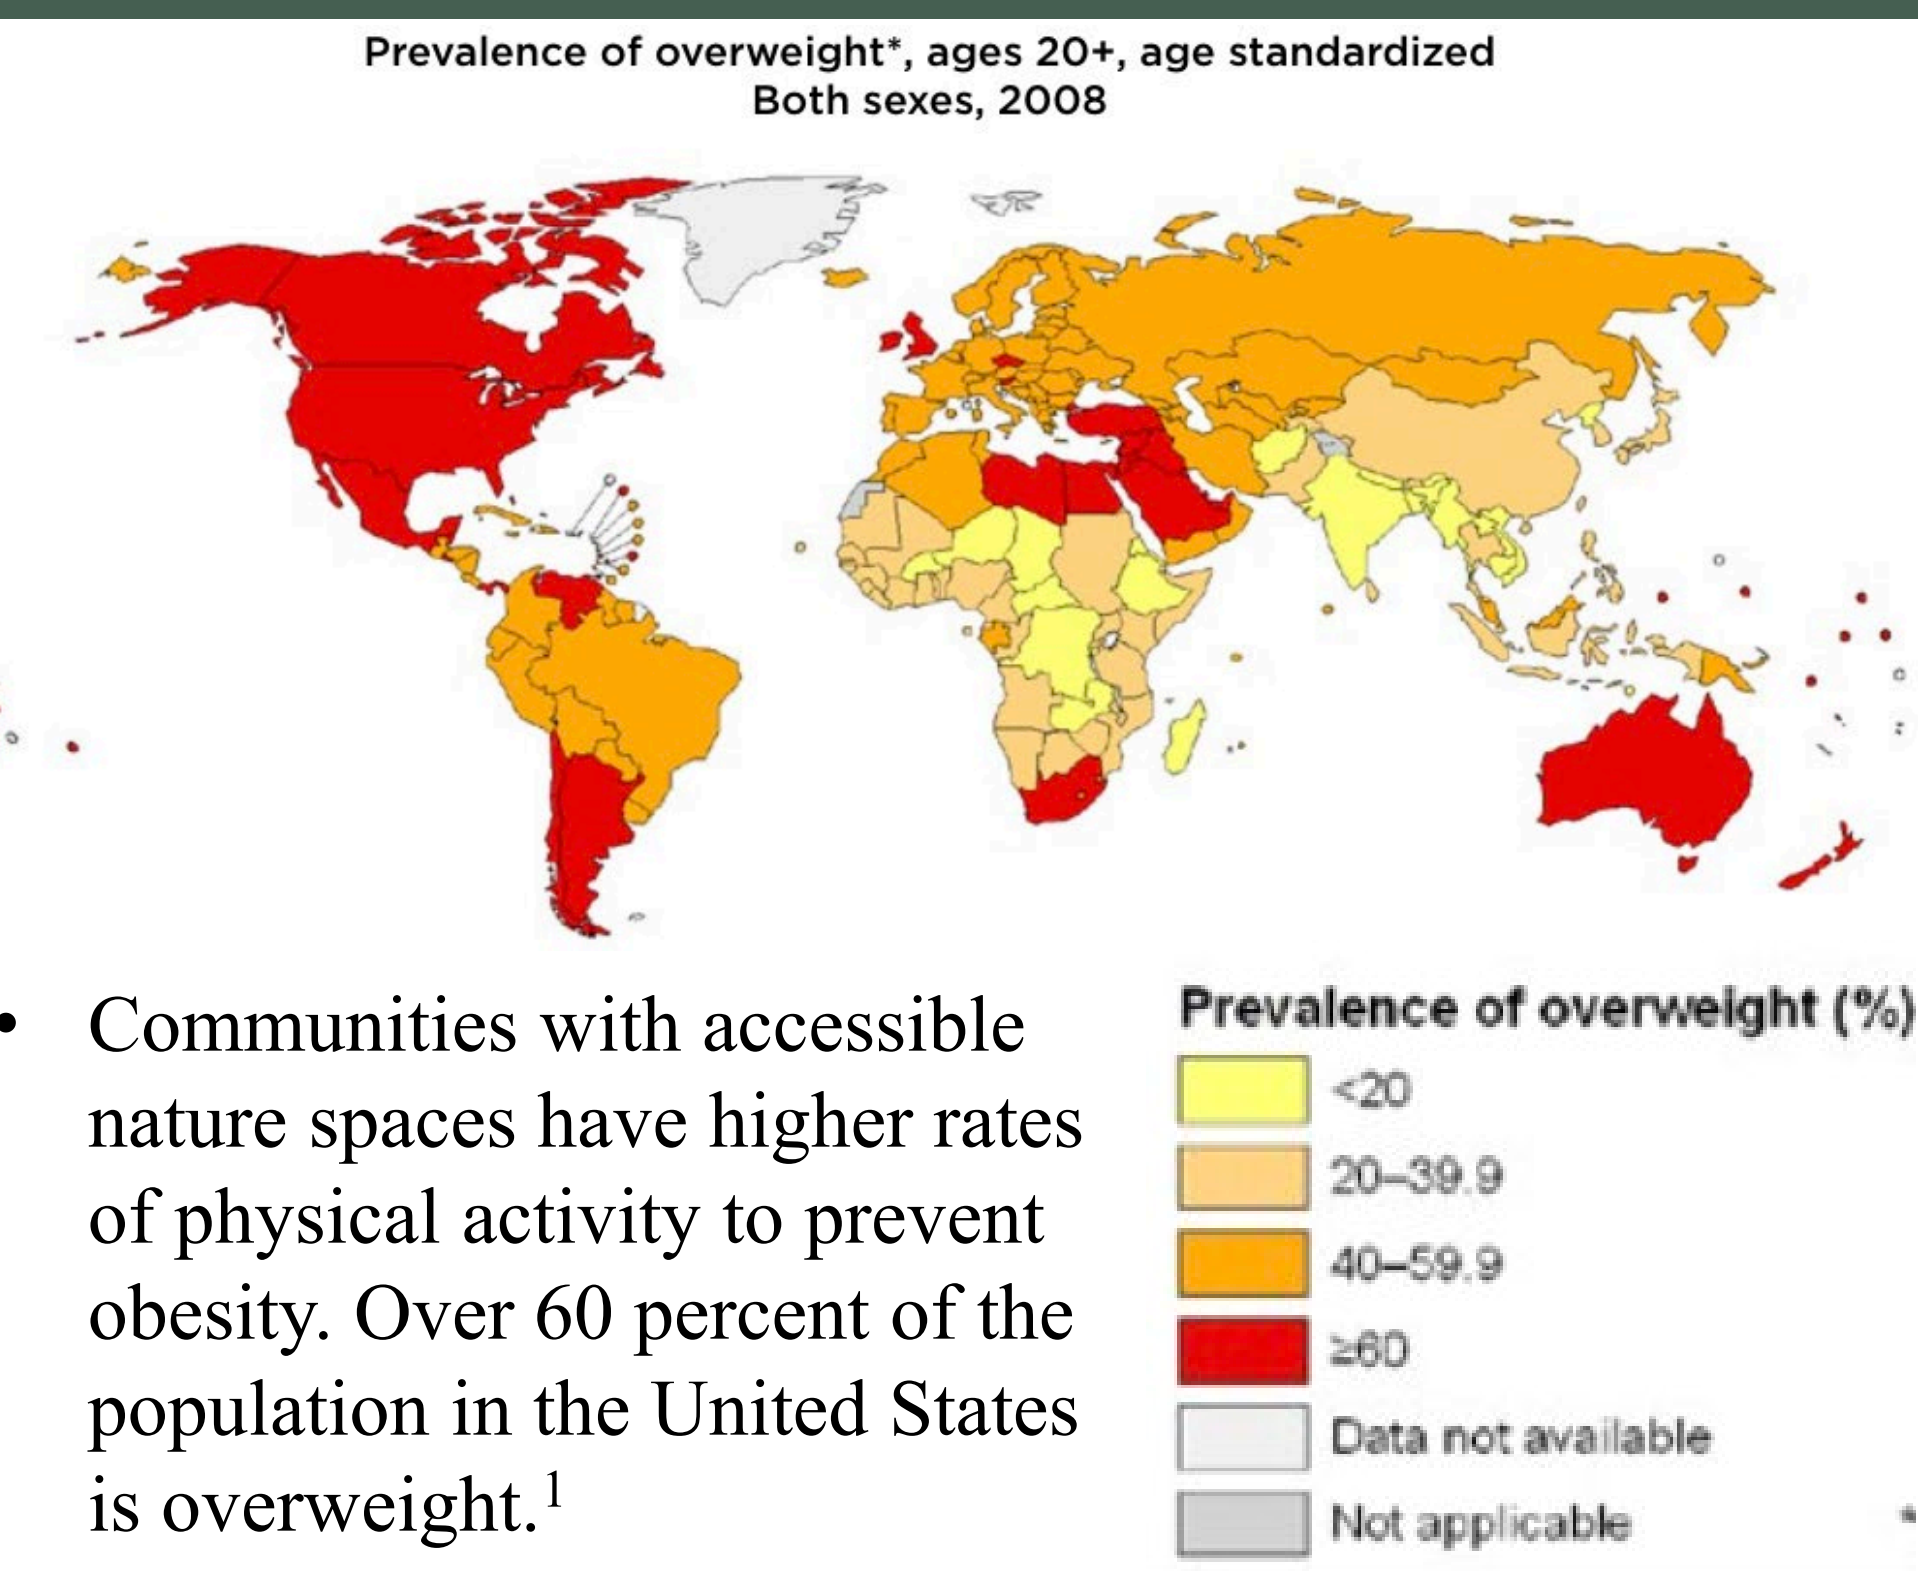 Prevalence of overweight*, ages 20+, age standardized
Both sexes, 2008
• Communities with accessible
nature spaces have higher rates
of physical activity to prevent
obesity. Over 60 percent of the
population in the United States
is overweight.¹
Prevalence of overweight (%)
<20
20–39.9
40–59.9
≥60
Data not available
Not applicable
*